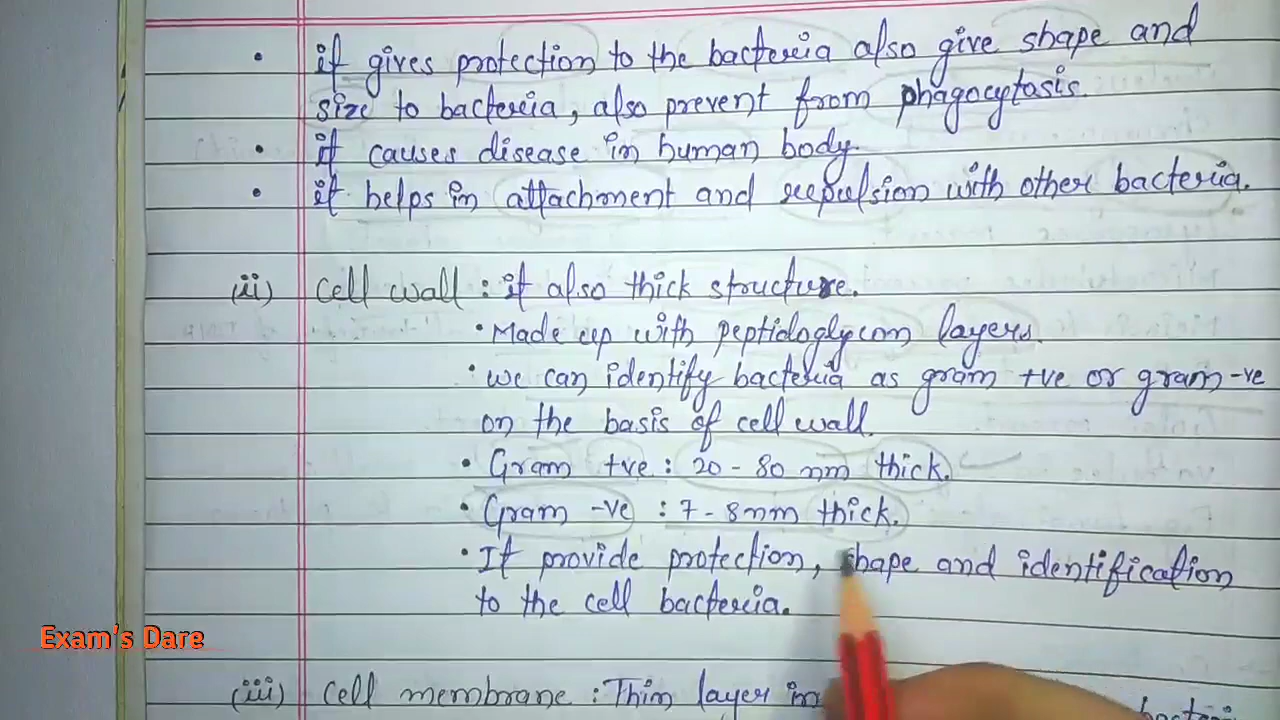 • it gives protection to the bacteria also give shape and
size to bacteria, also prevent from phagocytosis.
• it causes disease in human body.
• it helps in attachment and repulsion with other bacteria.
(ii) Cell wall : it also thick structure.
• Made up with peptidoglycan layers.
• we can identify bacteria as gram +ve or gram -ve
on the basis of cell wall.
• Gram +ve : 20 - 80 nm thick.
• Gram -ve : 7 - 8 nm thick.
• It provide protection, shape and identification
to the cell bacteria.
Exam's Dare
(iii) Cell membrane : Thin layer in